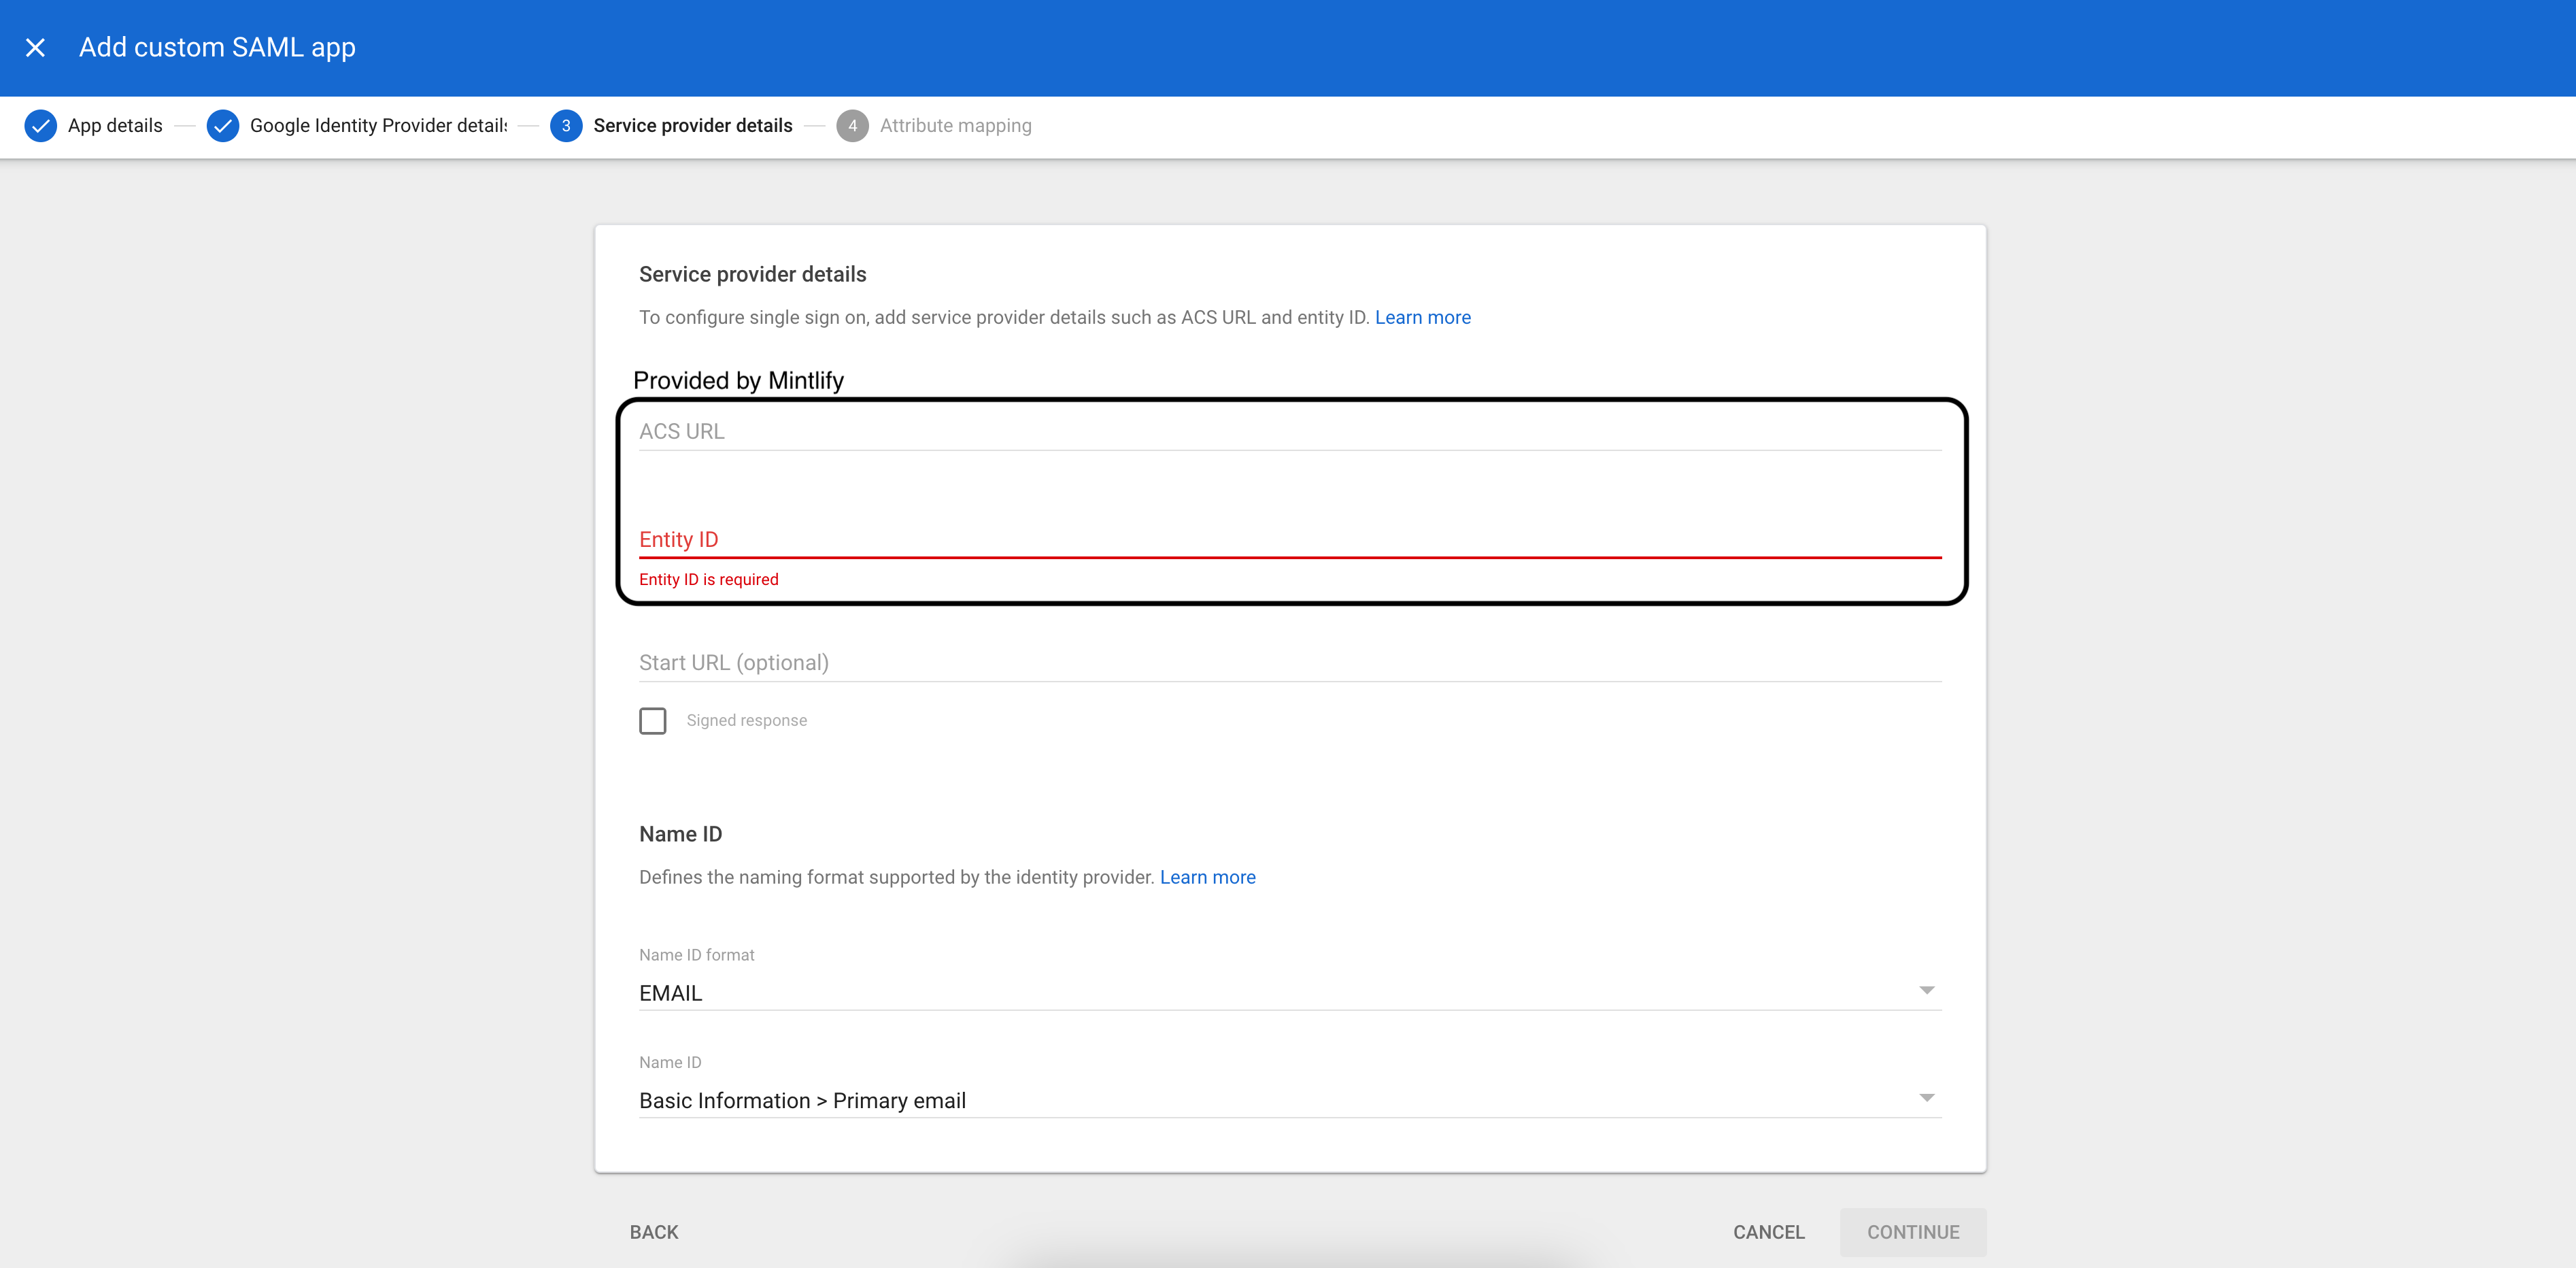 Add custom SAML app
App details
Google Identity Provider details
3 Service provider details
4 Attribute mapping
Service provider details
To configure single sign on, add service provider details such as ACS URL and entity ID. Learn more
Provided by Mintlify
ACS URL
Entity ID
Entity ID is required
Start URL (optional)
Signed response
Name ID
Defines the naming format supported by the identity provider. Learn more
Name ID format
EMAIL
Name ID
Basic Information > Primary email
BACK
CANCEL
CONTINUE